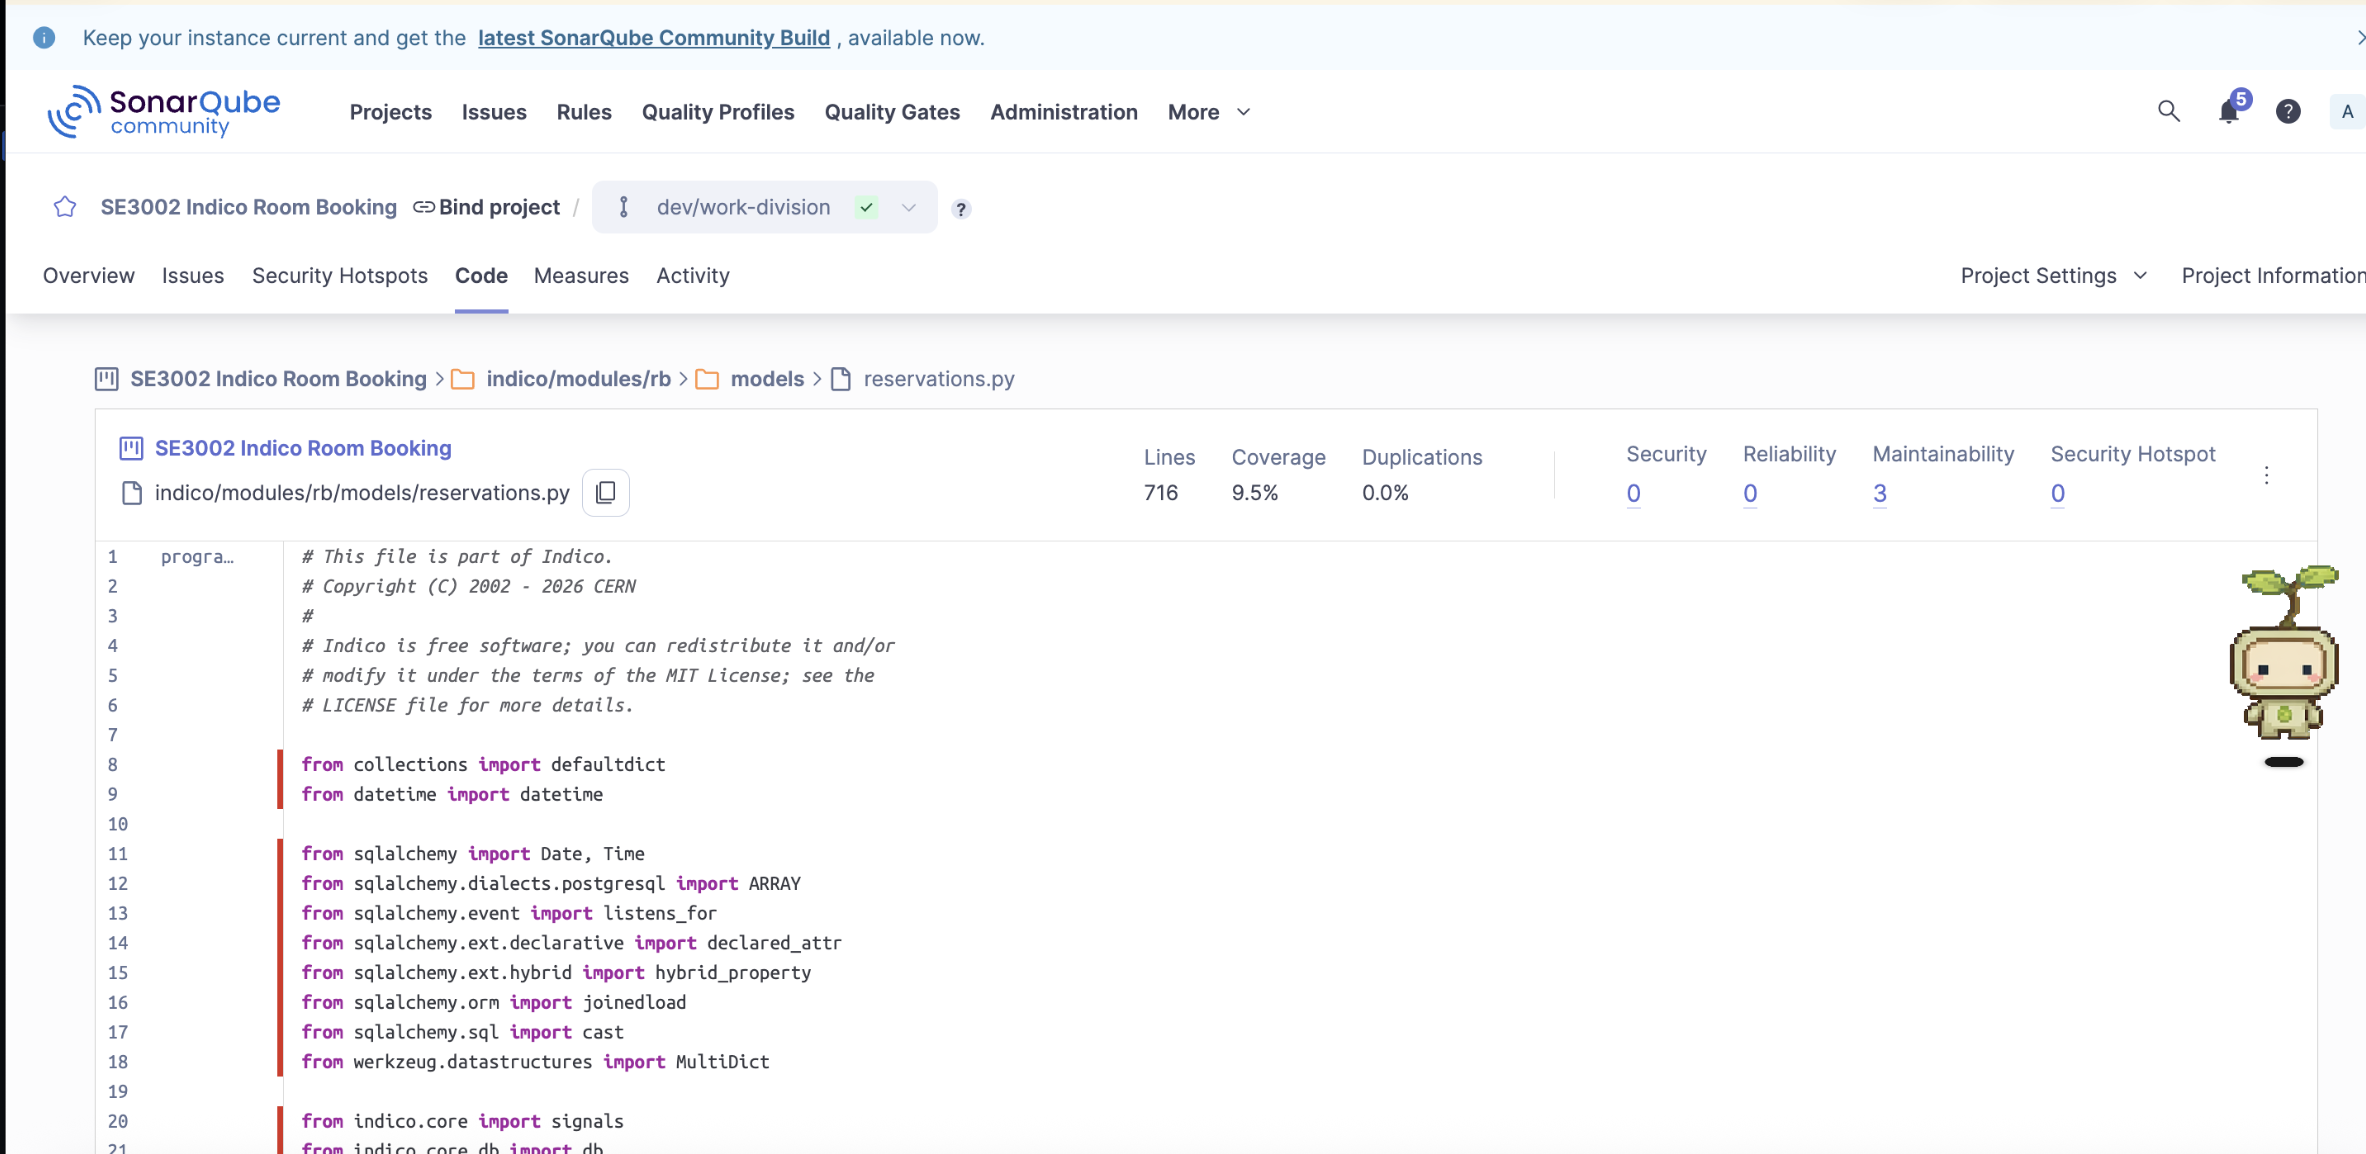 Keep your instance current and get the latest SonarQube Community Build , available now.
SonarQube community
Projects Issues Rules Quality Profiles Quality Gates Administration More
5
?
A
SE3002 Indico Room Booking Bind project / dev/work-division ?
Overview Issues Security Hotspots Code Measures Activity
Project Settings Project Information
SE3002 Indico Room Booking > indico/modules/rb > models > reservations.py
SE3002 Indico Room Booking
indico/modules/rb/models/reservations.py
Lines Coverage Duplications Security Reliability Maintainability Security Hotspot
716 9.5% 0.0% 0 0 3 0
1 progra… # This file is part of Indico.
2 # Copyright (C) 2002 - 2026 CERN
3 #
4 # Indico is free software; you can redistribute it and/or
5 # modify it under the terms of the MIT License; see the
6 # LICENSE file for more details.
7
8 from collections import defaultdict
9 from datetime import datetime
10
11 from sqlalchemy import Date, Time
12 from sqlalchemy.dialects.postgresql import ARRAY
13 from sqlalchemy.event import listens_for
14 from sqlalchemy.ext.declarative import declared_attr
15 from sqlalchemy.ext.hybrid import hybrid_property
16 from sqlalchemy.orm import joinedload
17 from sqlalchemy.sql import cast
18 from werkzeug.datastructures import MultiDict
19
20 from indico.core import signals
21 from indico.core.db import db